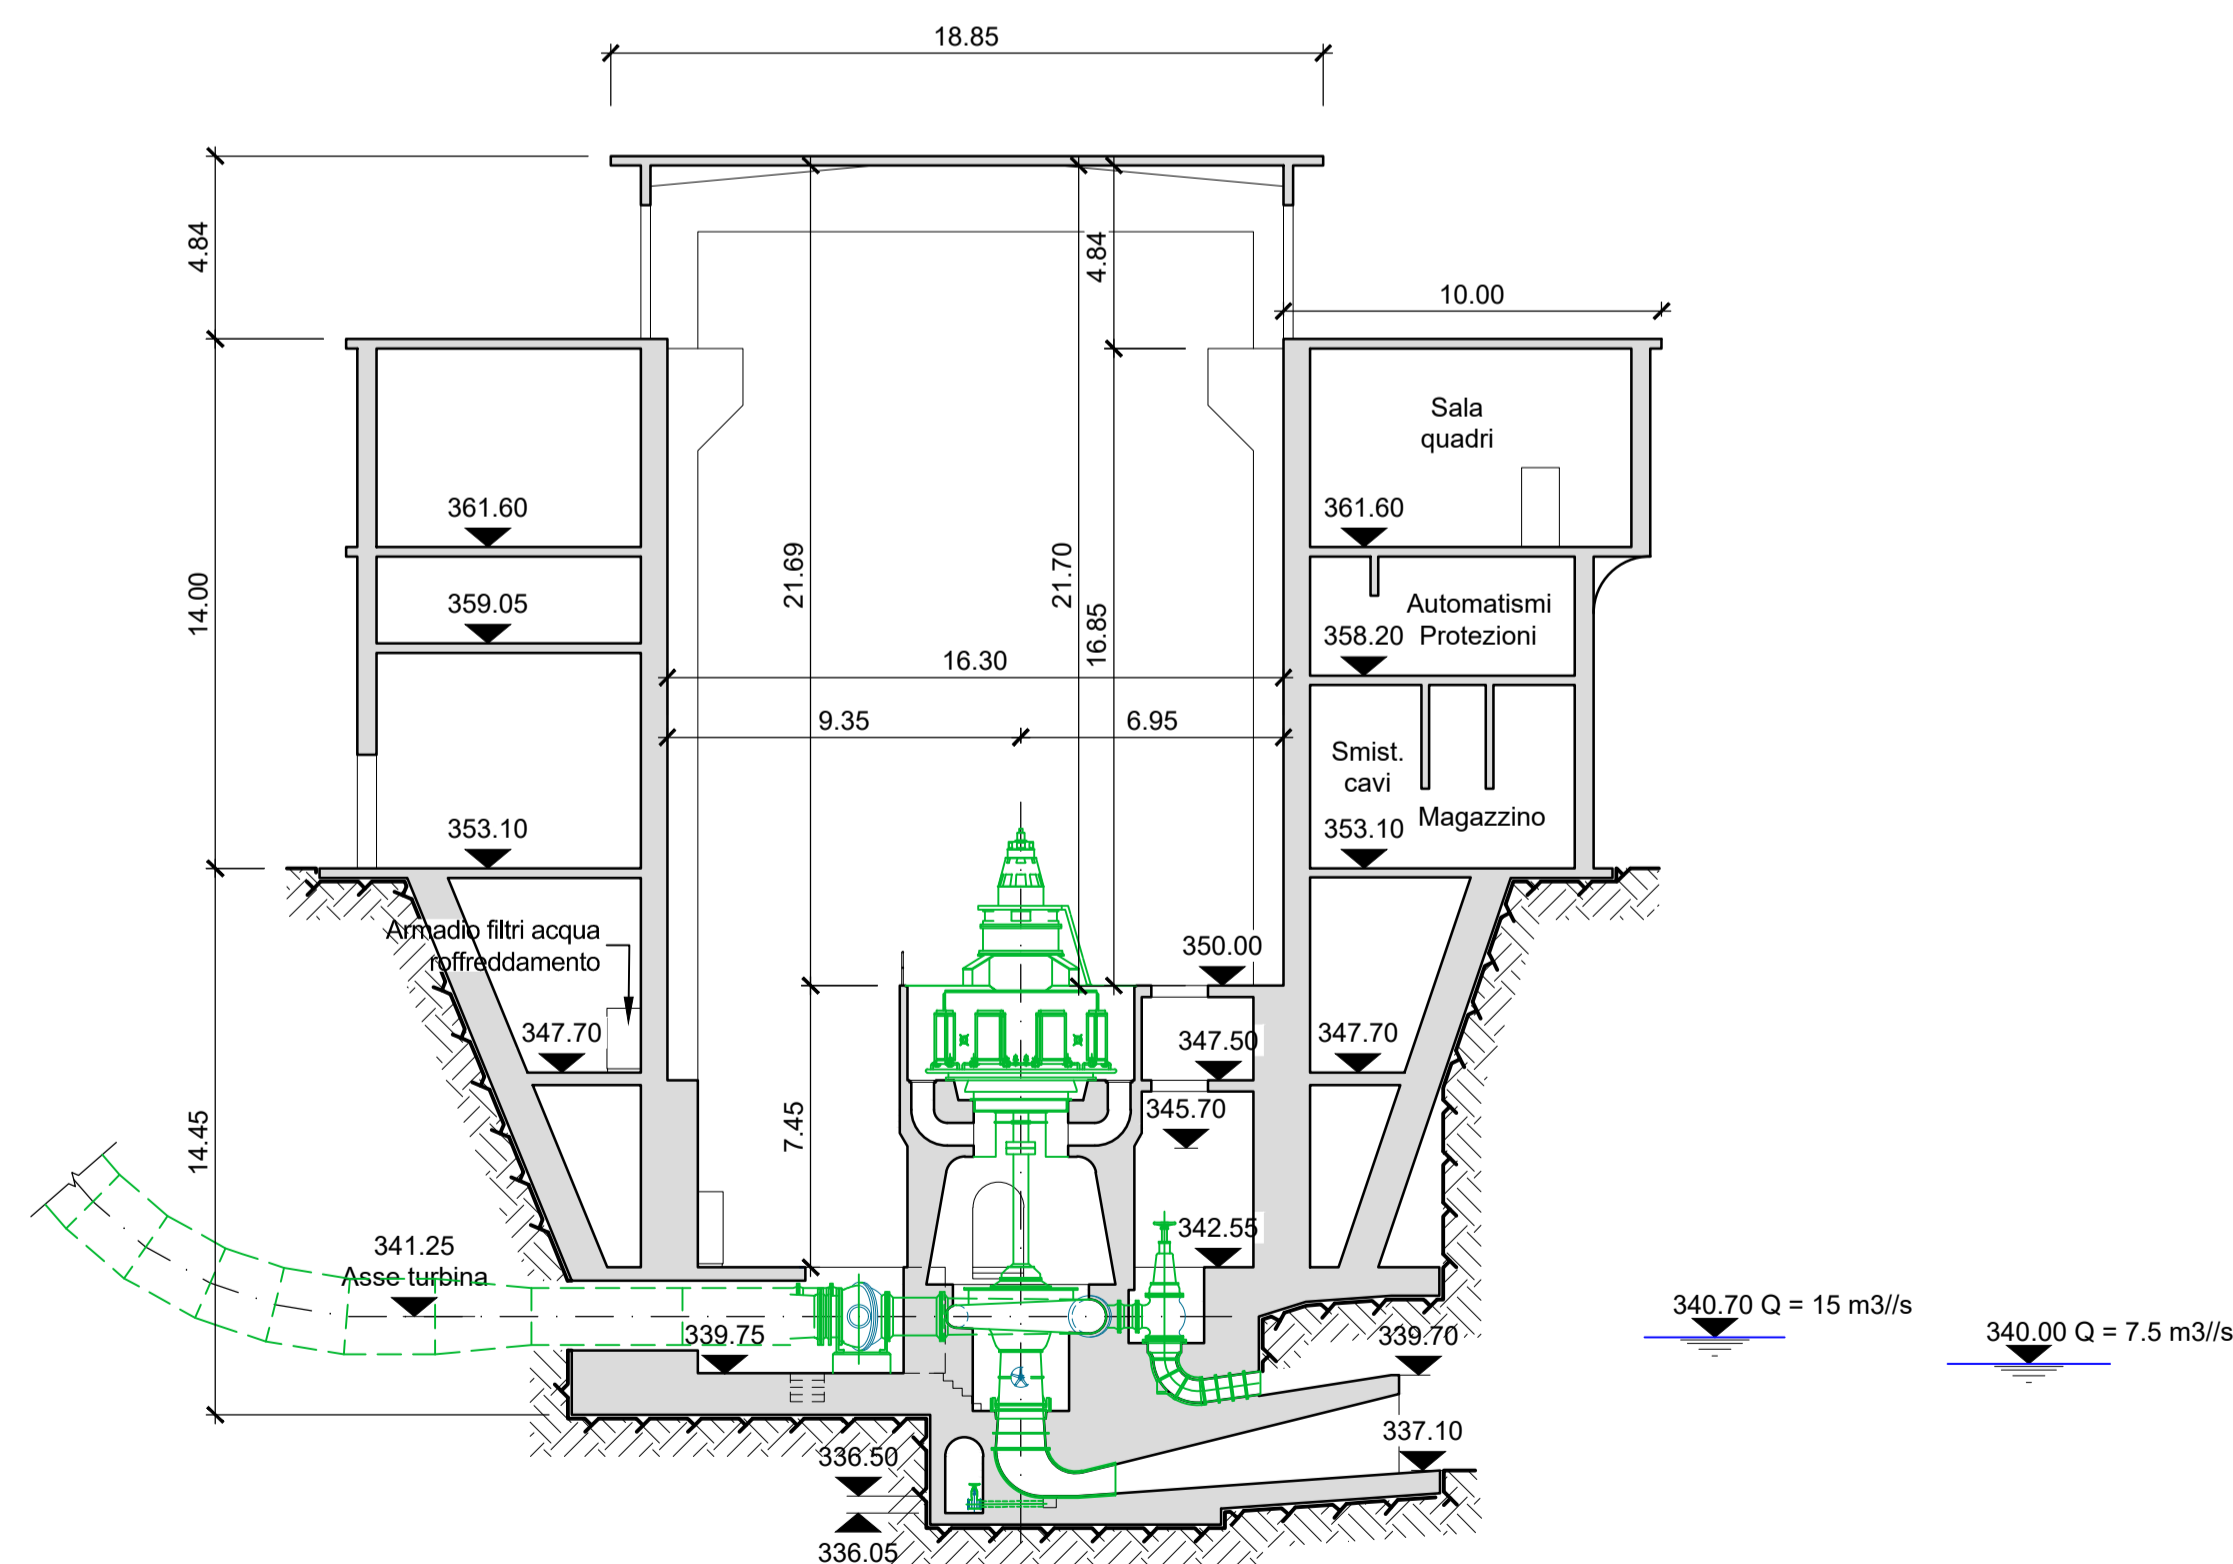 18.85
4.84
4.84
10.00
Sala
quadri
361.60
361.60
21.69
21.70
14.00
359.05
Automatismi
358.20 Protezioni
16.85
16.30
9.35
6.95
Smist.
cavi
Magazzino
353.10
353.10
Armadio filtri acqua
roffreddamento
350.00
347.70
347.50
347.70
345.70
7.45
14.45
342.55
341.25
Asse turbina
339.75
339.70
340.70 Q = 15 m3//s
340.00 Q = 7.5 m3//s
337.10
336.50
336.05